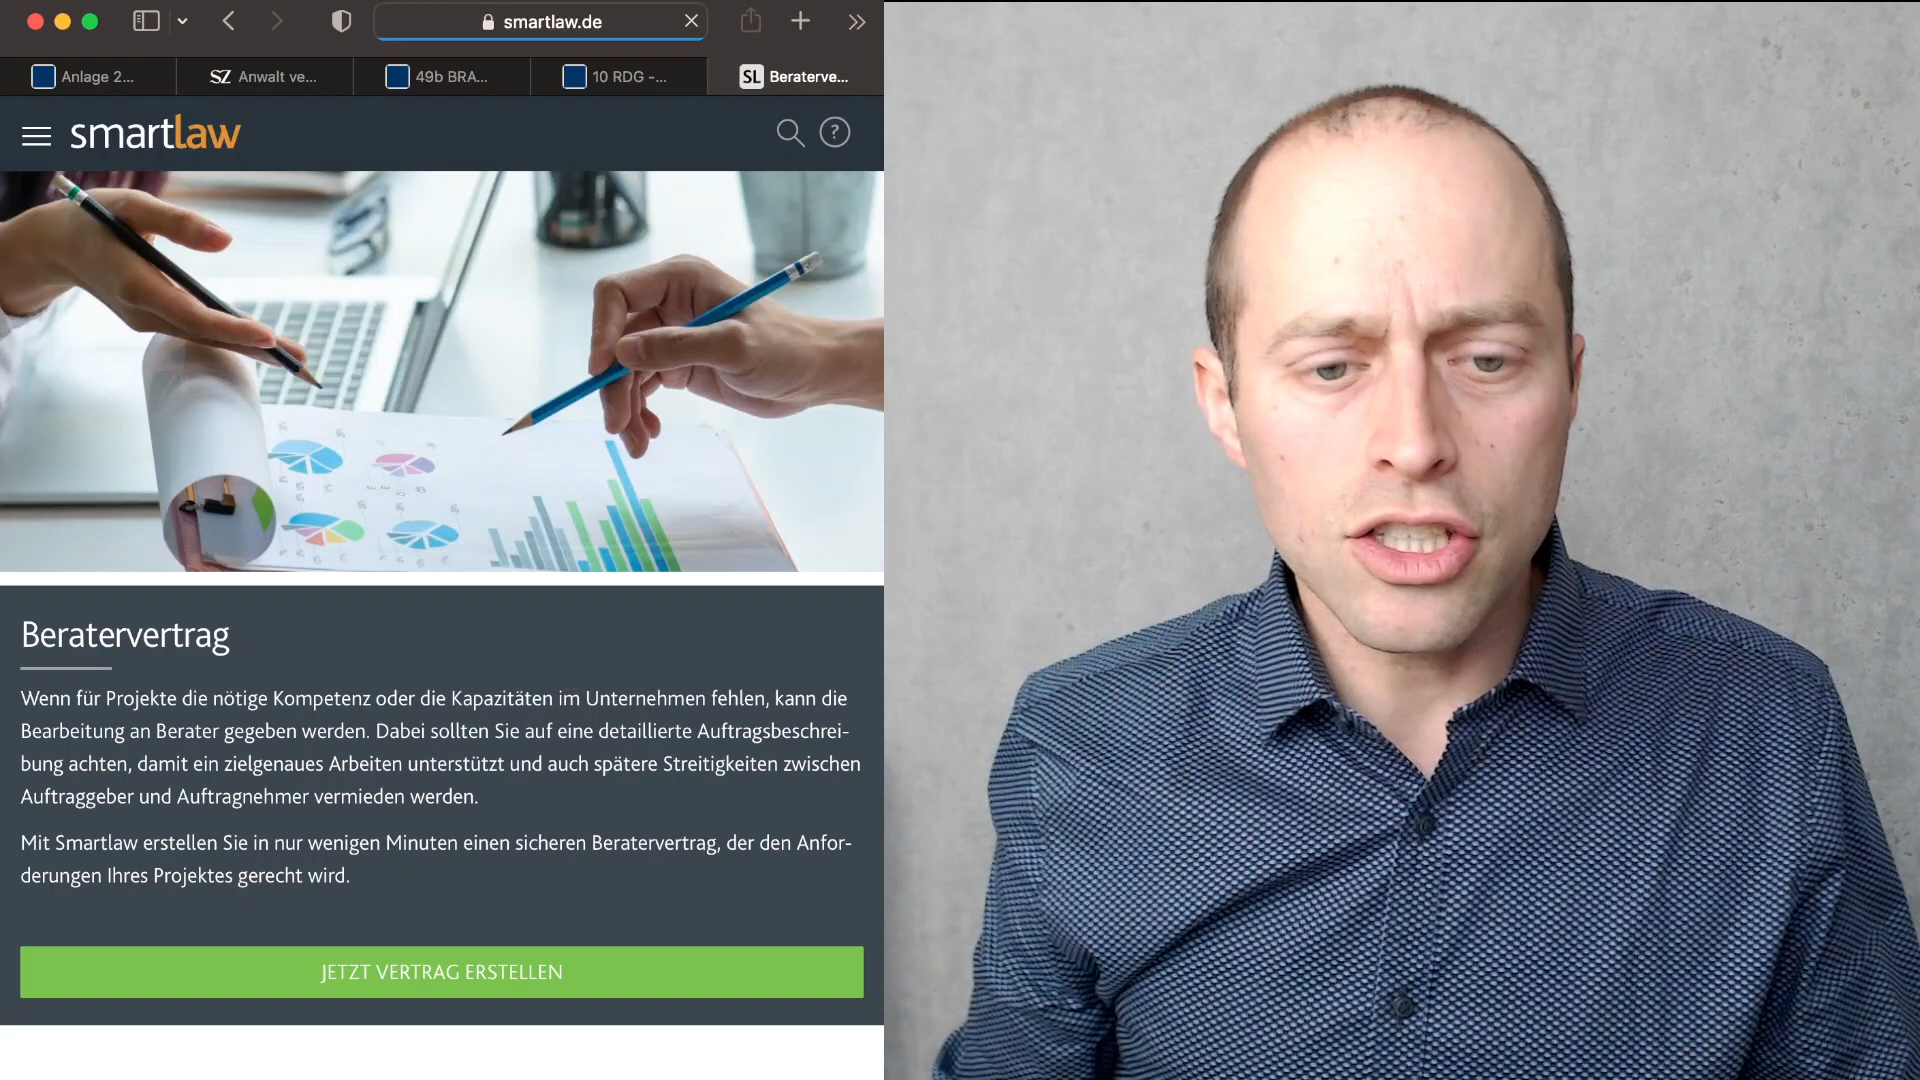 smartlaw.de
Anlage 2...
SZ Anwalt ve...
49b BRA...
10 RDG -...
SL Beraterve...
smartlaw
?
Beratervertrag
Wenn für Projekte die nötige Kompetenz oder die Kapazitäten im Unternehmen fehlen, kann die
Bearbeitung an Berater gegeben werden. Dabei sollten Sie auf eine detaillierte Auftragsbeschrei-
bung achten, damit ein zielgenaues Arbeiten unterstützt und auch spätere Streitigkeiten zwischen
Auftraggeber und Auftragnehmer vermieden werden.
Mit Smartlaw erstellen Sie in nur wenigen Minuten einen sicheren Beratervertrag, der den Anfor-
derungen Ihres Projektes gerecht wird.
JETZT VERTRAG ERSTELLEN